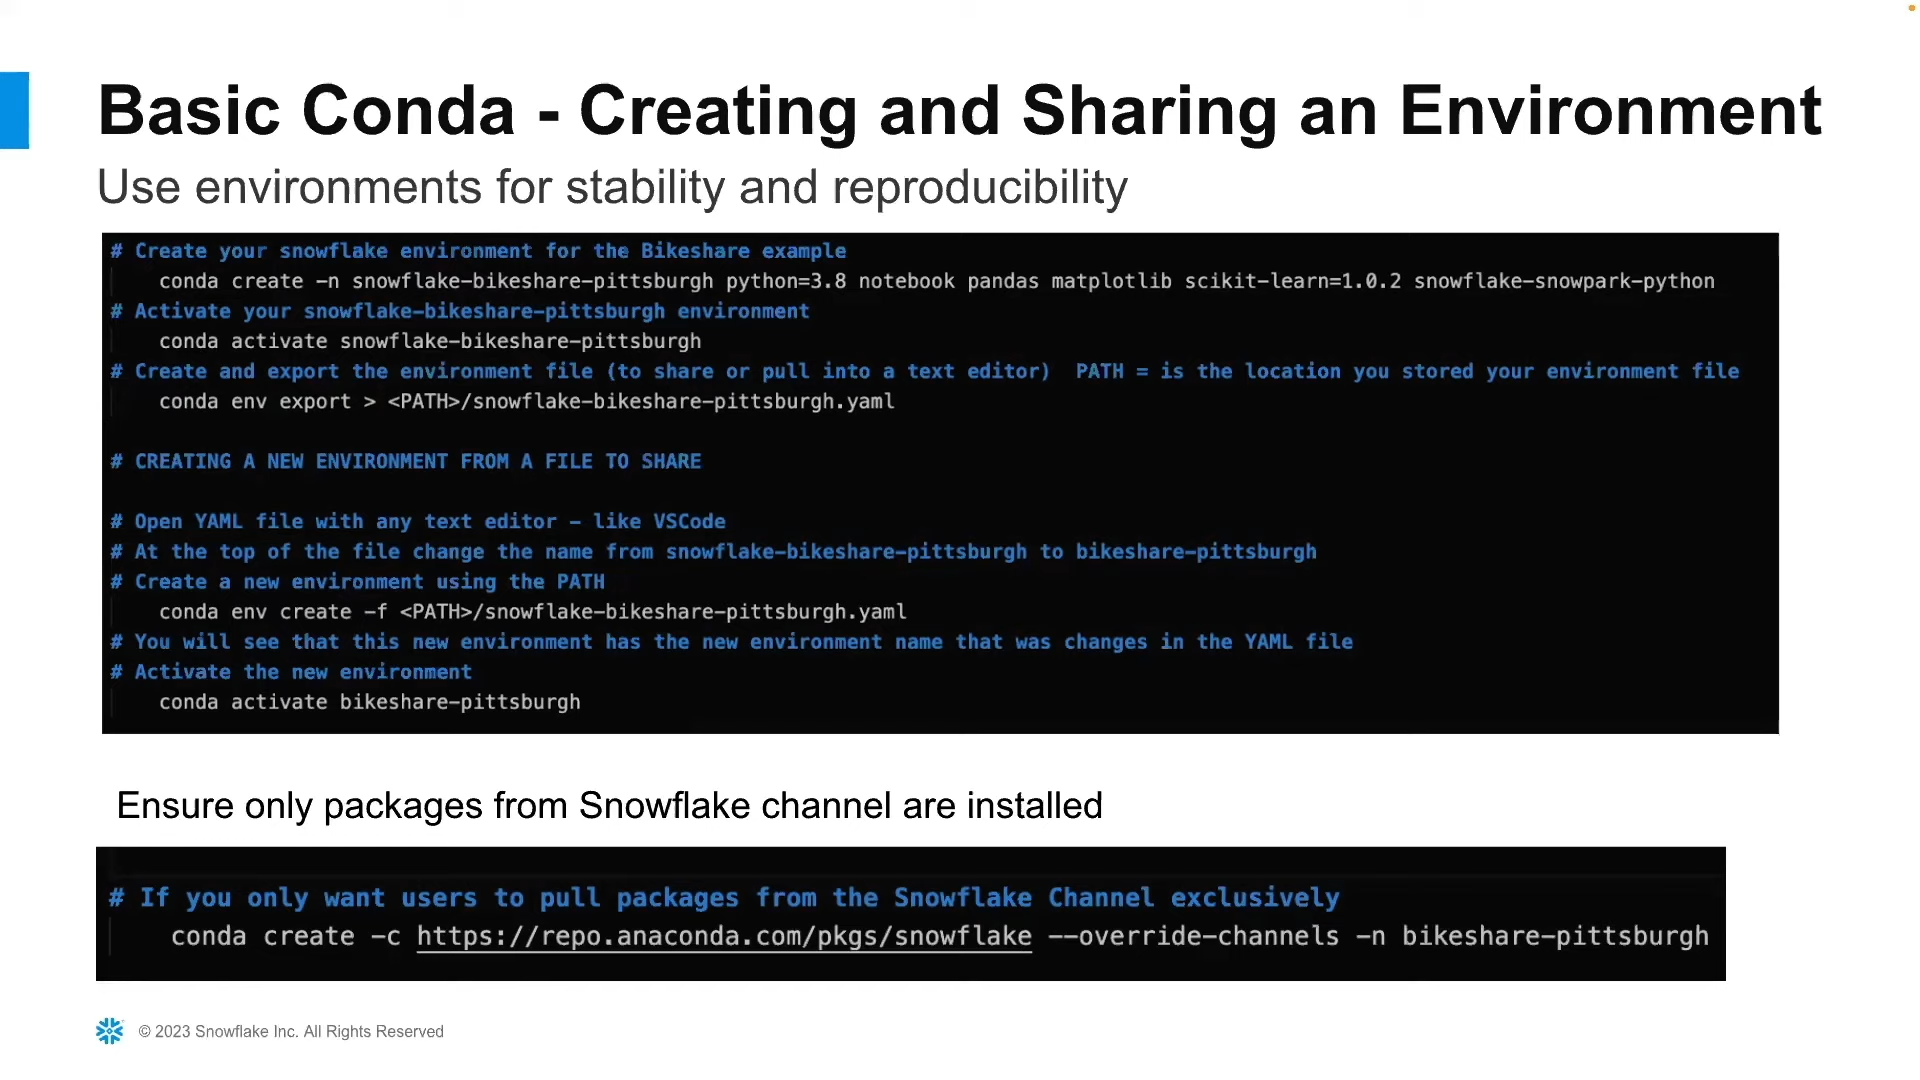 Basic Conda - Creating and Sharing an Environment
Use environments for stability and reproducibility
# Create your snowflake environment for the Bikeshare example
conda create -n snowflake-bikeshare-pittsburgh python=3.8 notebook pandas matplotlib scikit-learn=1.0.2 snowflake-snowpark-python
# Activate your snowflake-bikeshare-pittsburgh environment
conda activate snowflake-bikeshare-pittsburgh
# Create and export the environment file (to share or pull into a text editor)  PATH = is the location you stored your environment file
conda env export > <PATH>/snowflake-bikeshare-pittsburgh.yaml
# CREATING A NEW ENVIRONMENT FROM A FILE TO SHARE
# Open YAML file with any text editor - like VSCode
# At the top of the file change the name from snowflake-bikeshare-pittsburgh to bikeshare-pittsburgh
# Create a new environment using the PATH
conda env create -f <PATH>/snowflake-bikeshare-pittsburgh.yaml
# You will see that this new environment has the new environment name that was changes in the YAML file
# Activate the new environment
conda activate bikeshare-pittsburgh
Ensure only packages from Snowflake channel are installed
# If you only want users to pull packages from the Snowflake Channel exclusively
conda create -c https://repo.anaconda.com/pkgs/snowflake --override-channels -n bikeshare-pittsburgh
© 2023 Snowflake Inc. All Rights Reserved